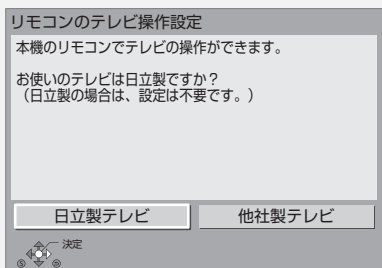 リモコンのテレビ操作設定
本機のリモコンでテレビの操作ができます。
お使いのテレビは日立製ですか？
（日立製の場合は、設定は不要です。）
日立製テレビ
他社製テレビ
決定